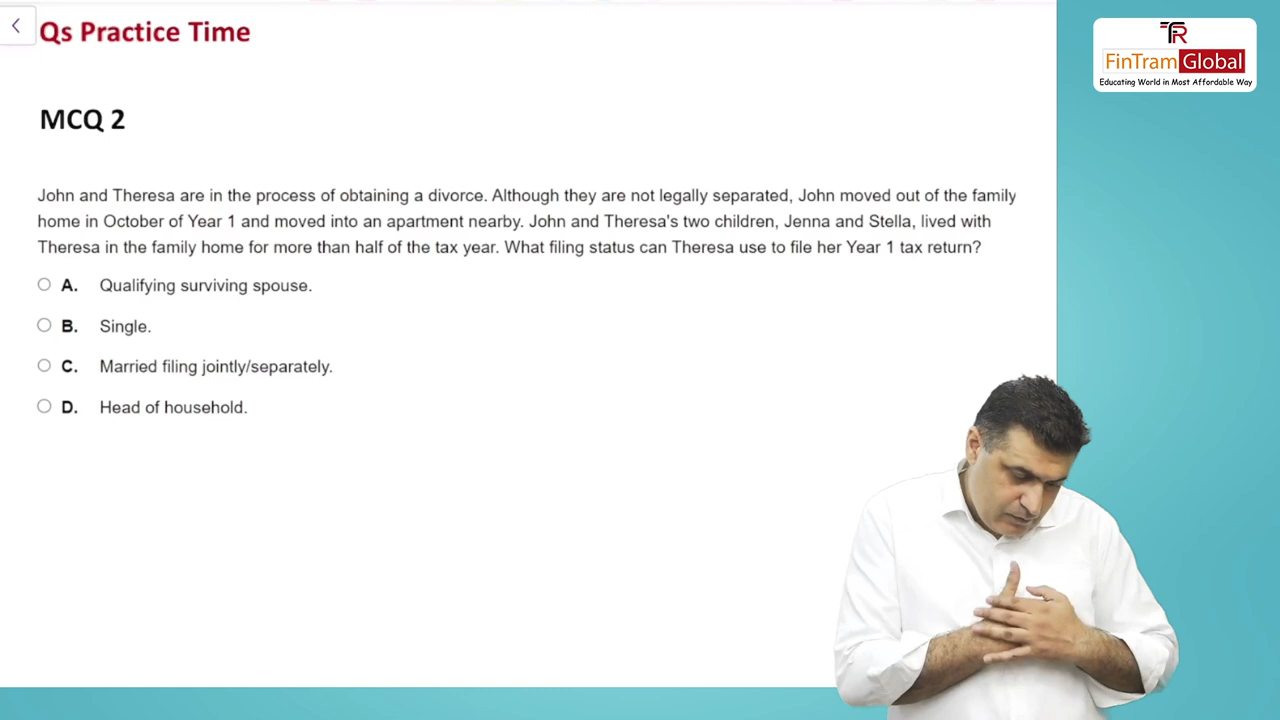 Qs Practice Time
FinTram Global
Educating World in Most Affordable Way
MCQ 2
John and Theresa are in the process of obtaining a divorce. Although they are not legally separated, John moved out of the family
home in October of Year 1 and moved into an apartment nearby. John and Theresa's two children, Jenna and Stella, lived with
Theresa in the family home for more than half of the tax year. What filing status can Theresa use to file her Year 1 tax return?
A. Qualifying surviving spouse.
B. Single.
C. Married filing jointly/separately.
D. Head of household.